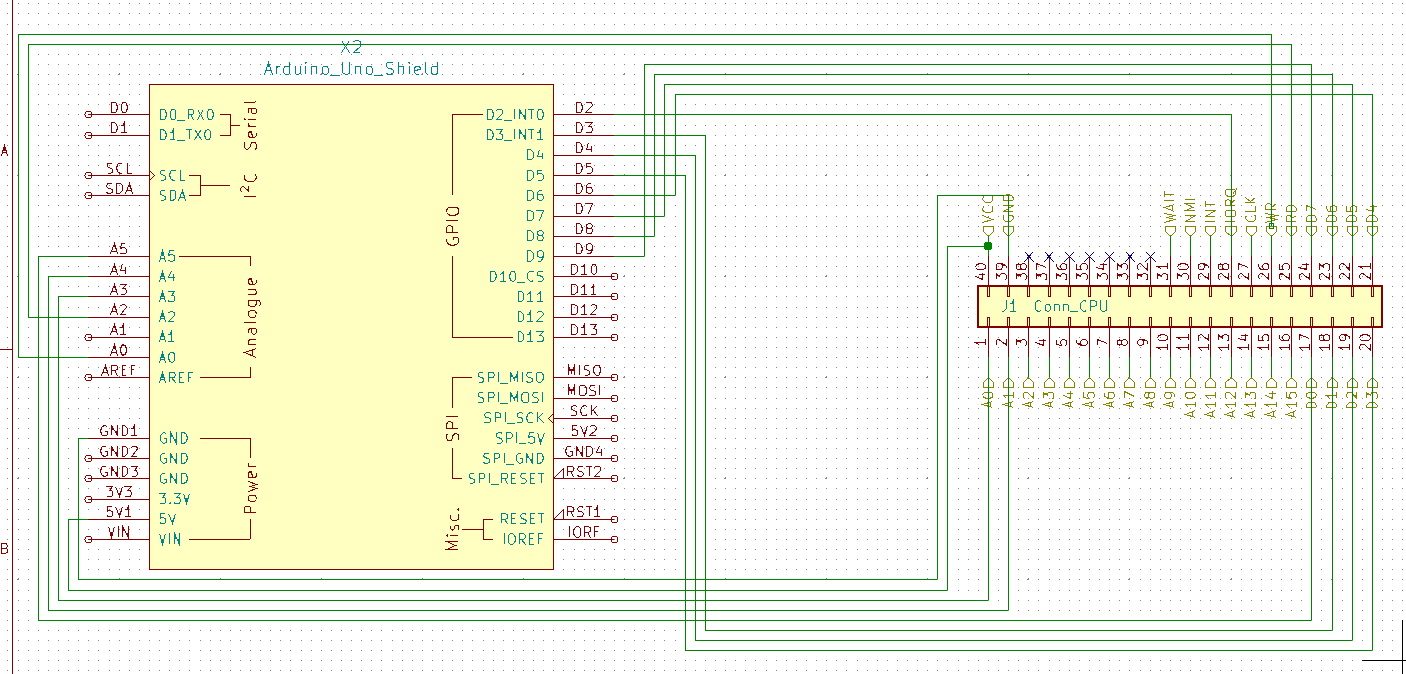 X2
Arduino_Uno_Shield
D0 D0_RX0
D1 D1_TX0
Serial
SCL SCL
SDA SDA
I²C
A5 A5
A4 A4
A3 A3
A2 A2
A1 A1
A0 A0
AREF AREF
Analogue
GND1 GND
GND2 GND
GND3 GND
3V3 3.3V
5V1 5V
VIN VIN
Power
D2_INT0 D2
D3_INT1 D3
D4 D4
D5 D5
D6 D6
D7 D7
D8 D8
D9 D9
D10_CS D10
D11 D11
D12 D12
D13 D13
GPIO
SPI_MISO MISO
SPI_MOSI MOSI
SPI_SCK SCK
SPI_5V 5V2
SPI_GND GND4
SPI_RESET RST2
SPI
RESET RST1
IOREF IORF
Misc.
A
B
VCC GND WAIT NMI INT IORQ CLK WR RD D7 D6 D5 D4
40 39 38 37 36 35 34 33 32 31 30 29 28 27 26 25 24 23 22 21
J1 Conn_CPU
1 2 3 4 5 6 7 8 9 10 11 12 13 14 15 16 17 18 19 20
A0 A1 A2 A3 A4 A5 A6 A7 A8 A9 A10 A11 A12 A13 A14 A15 D0 D1 D2 D3